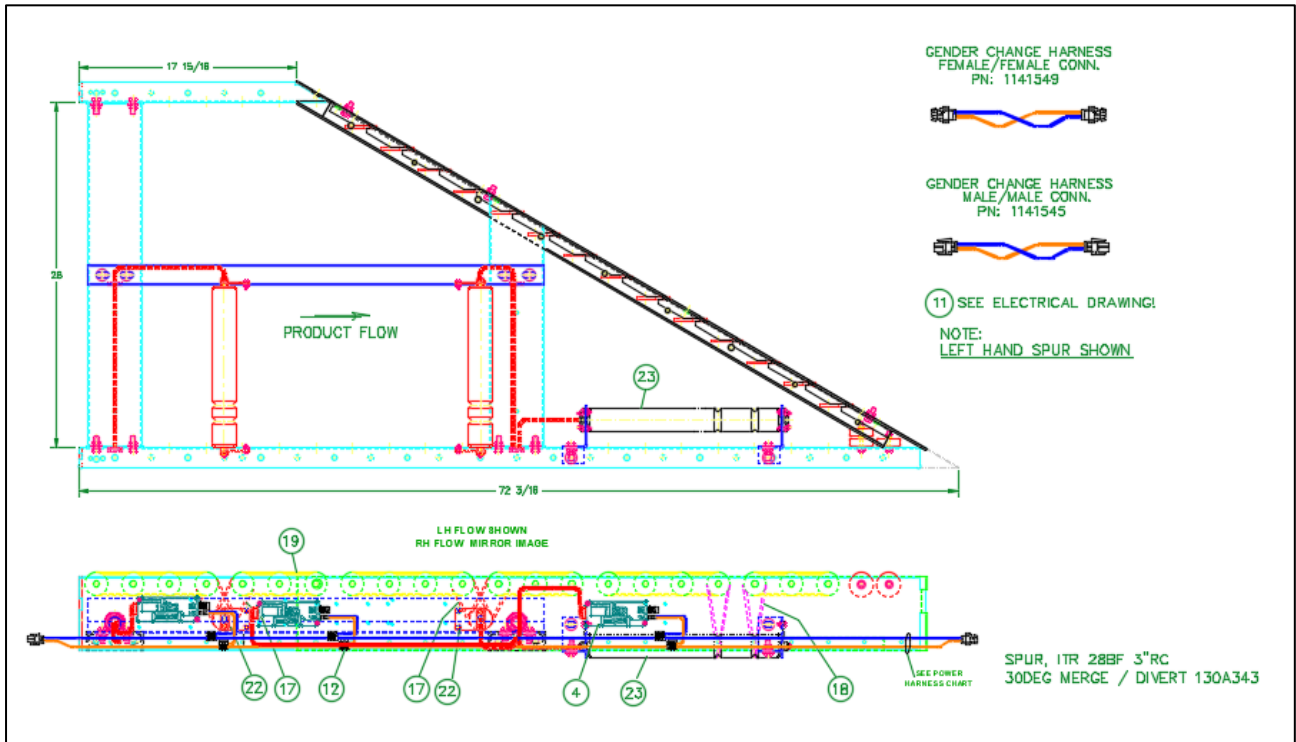 17 15/16
GENDER CHANGE HARNESS
FEMALE/FEMALE CONN.
PN: 1141549
GENDER CHANGE HARNESS
MALE/MALE CONN.
PN: 1141545
28
PRODUCT FLOW
11 SEE ELECTRICAL DRAWING!
NOTE:
LEFT HAND SPUR SHOWN
23
72 3/16
LH FLOW SHOWN
RH FLOW MIRROR IMAGE
19
22
17
12
17
22
4
23
18
SEE POWER
HARNESS CHART
SPUR, ITR 28BF 3"RC
30DEG MERGE / DIVERT 130A343